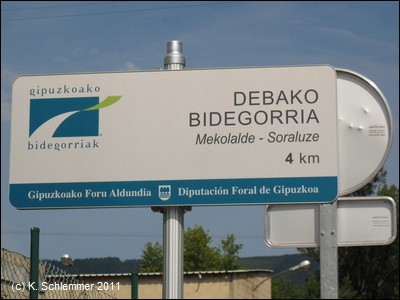 gipuzkoako
bidegorriak
DEBAKO
BIDEGORRIA
Mekolalde - Soraluze
4 km
Gipuzkoako Foru Aldundia Diputación Foral de Gipuzkoa
(c) K. Schlemmer 2011